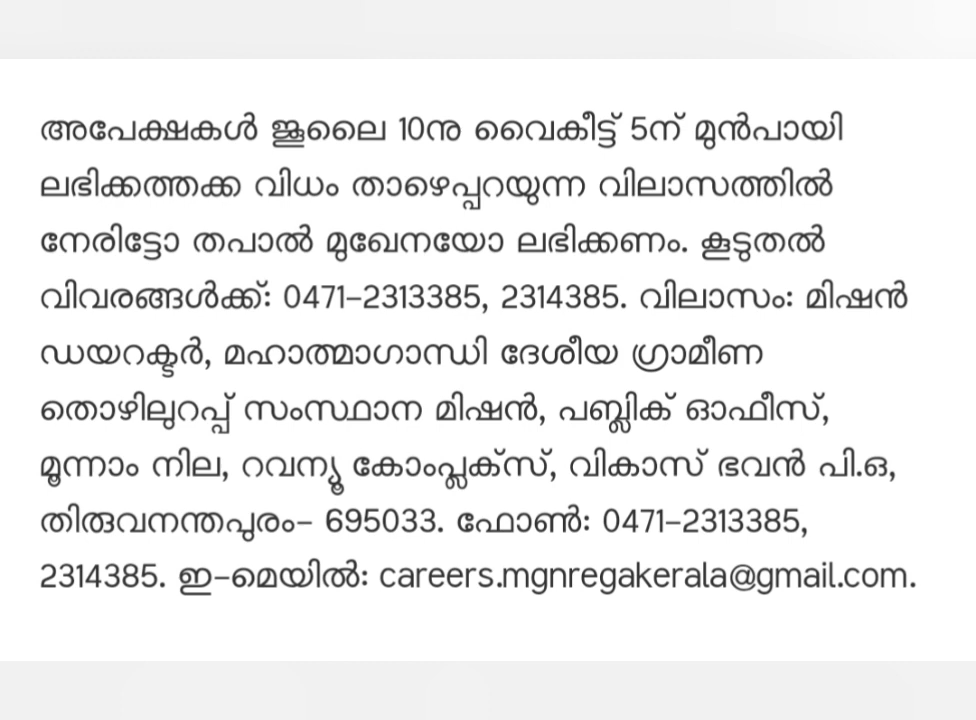 അപേക്ഷകൾ ജൂലൈ 10നു വൈകീട്ട് 5ന് മുൻപായി
ലഭിക്കത്തക്ക വിധം താഴെപ്പറയുന്ന വിലാസത്തിൽ
നേരിട്ടോ തപാൽ മുഖേനയോ ലഭിക്കണം. കൂടുതൽ
വിവരങ്ങൾക്ക്: 0471-2313385, 2314385. വിലാസം: മിഷൻ
ഡയറക്ടർ, മഹാത്മാഗാന്ധി ദേശീയ ഗ്രാമീണ
തൊഴിലുറപ്പ് സംസ്ഥാന മിഷൻ, പബ്ലിക് ഓഫീസ്,
മൂന്നാം നില, റവന്യൂ കോംപ്ലക്സ്, വികാസ് ഭവൻ പി.ഒ,
തിരുവനന്തപുരം- 695033. ഫോൺ: 0471-2313385,
2314385. ഇ-മെയിൽ: careers.mgnregakerala@gmail.com.